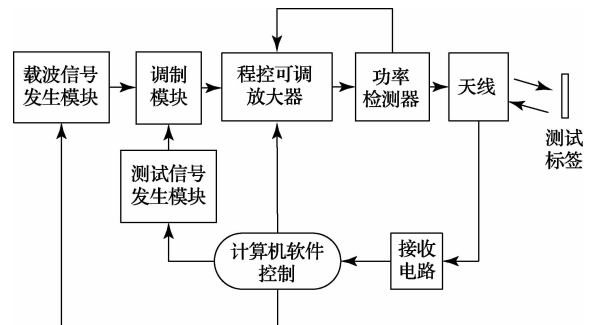 载波信号
发生模块
调制
模块
程控可调
放大器
功率
检测器
天线
测试
标签
测试信号
发生模块
计算机软件
控制
接收
电路